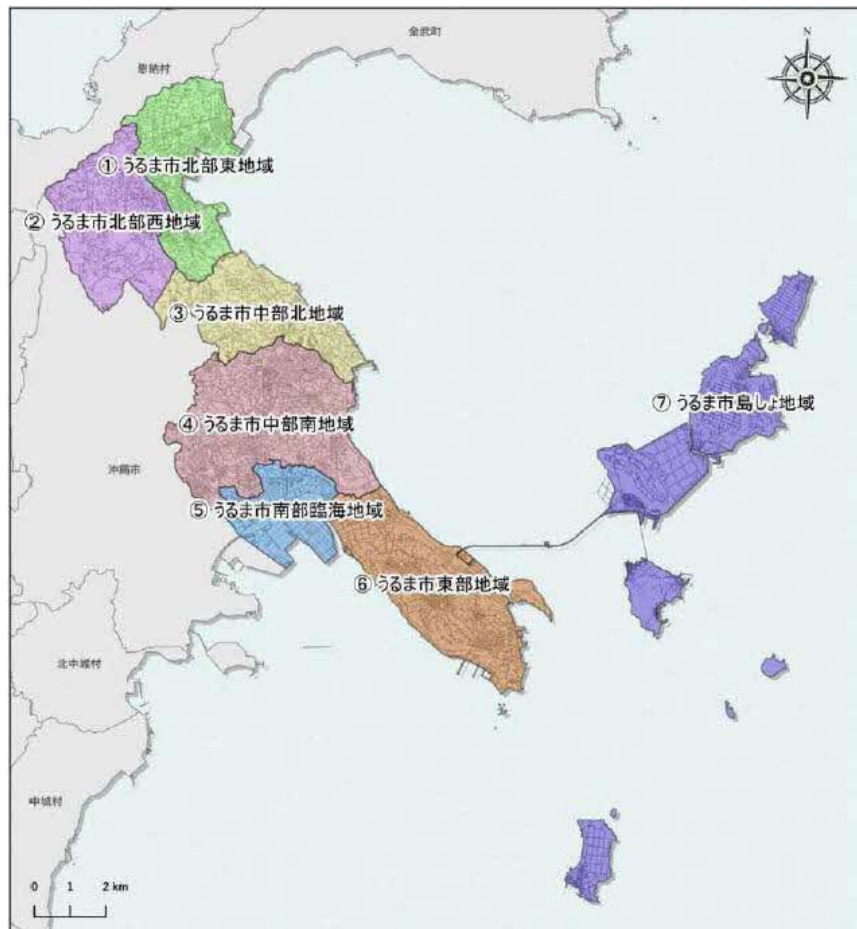 金武町
N
恩納村
① うるま市北部東地域
② うるま市北部西地域
③ うるま市中部北地域
⑦ うるま市島しょ地域
④ うるま市中部南地域
沖縄市
⑤ うるま市南部臨海地域
⑥ うるま市東部地域
北中城村
中城村
0 1 2 km